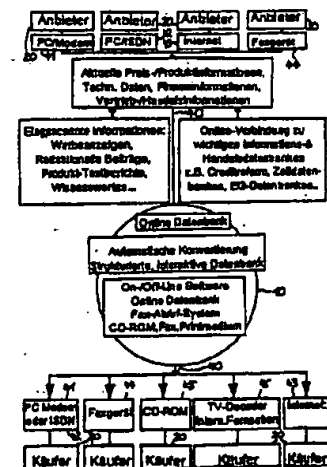 Anbieter Anbieter Anbieter Anbieter
PC/Modem PC/ISDN Internet Faxgerät
Aktuelle Preis-/Produktinformationen,
Techn. Daten, Firmeninformationen,
Vertrieb-/Handelsinformationen
Eingescannte Informationen:
Werbeanzeigen,
Redaktionelle Beiträge,
Produkt-Testberichte,
Wissenswertes...
Online-Verbindung zu
wichtigen Informations-&
Handelsdatenbanken
z.B. Creditreform, Zolldaten-
banken, EG-Datenbanken...
Online Datenbank
Automatische Konvertierung
Strukturierte, Interaktive Datenbank
On-/Off-Line Software
Online Datenbank
Fax-Abruf-System
CD-ROM, Fax, Printmedium
PC Modem
oder ISDN
Faxgerät
CD-ROM
TV-Decoder
Internet
Käufer Käufer Käufer Käufer Käufer